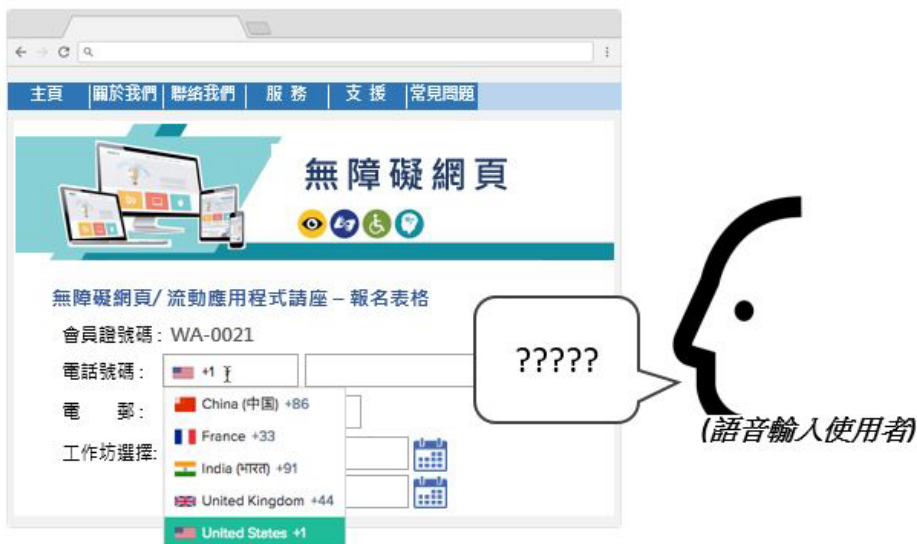 主頁 關於我們 聯絡我們 服務 支援 常見問題
無障礙網頁
無障礙網頁/ 流動應用程式講座 – 報名表格
會員證號碼: WA-0021
電話號碼: +1
電 郵:
China (中国) +86
France +33
工作坊選擇:
India (भारत) +91
United Kingdom +44
United States +1
?????
(語音輸入使用者)